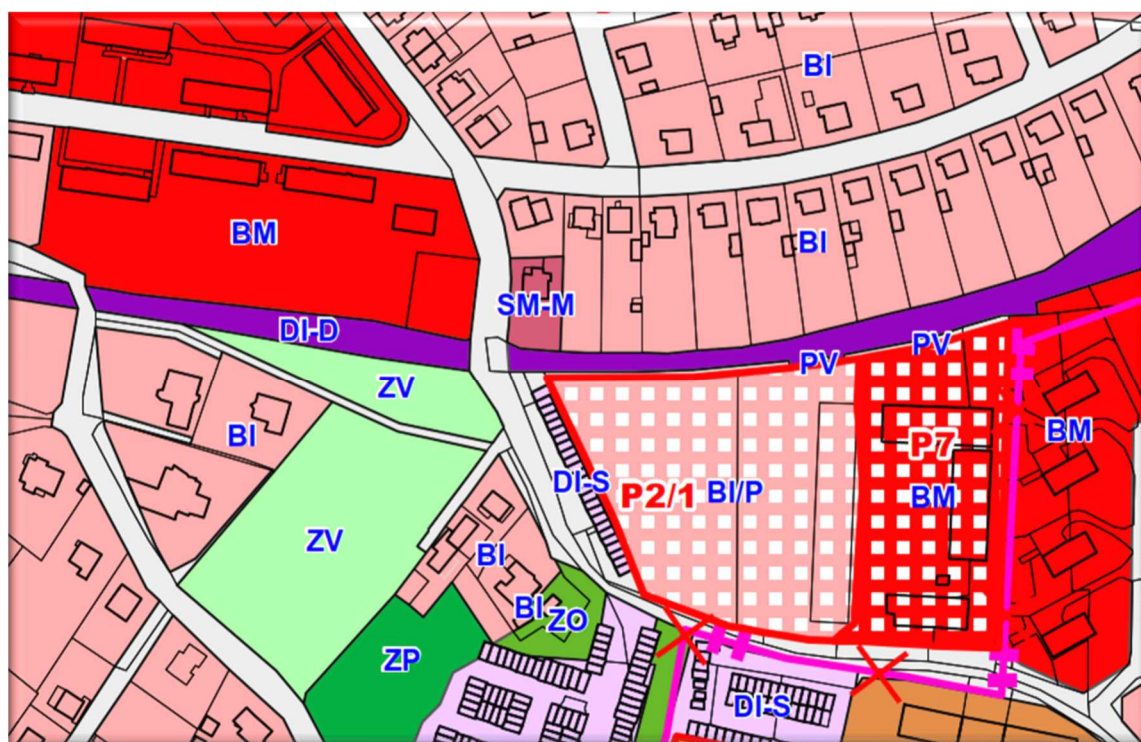 BI
BM
BI
SM-M
DI-D
PV
PV
ZV
BI
BM
P7
DI-S
P2/1
BI/P
BM
ZV
BI
BI
ZO
ZP
DI-S